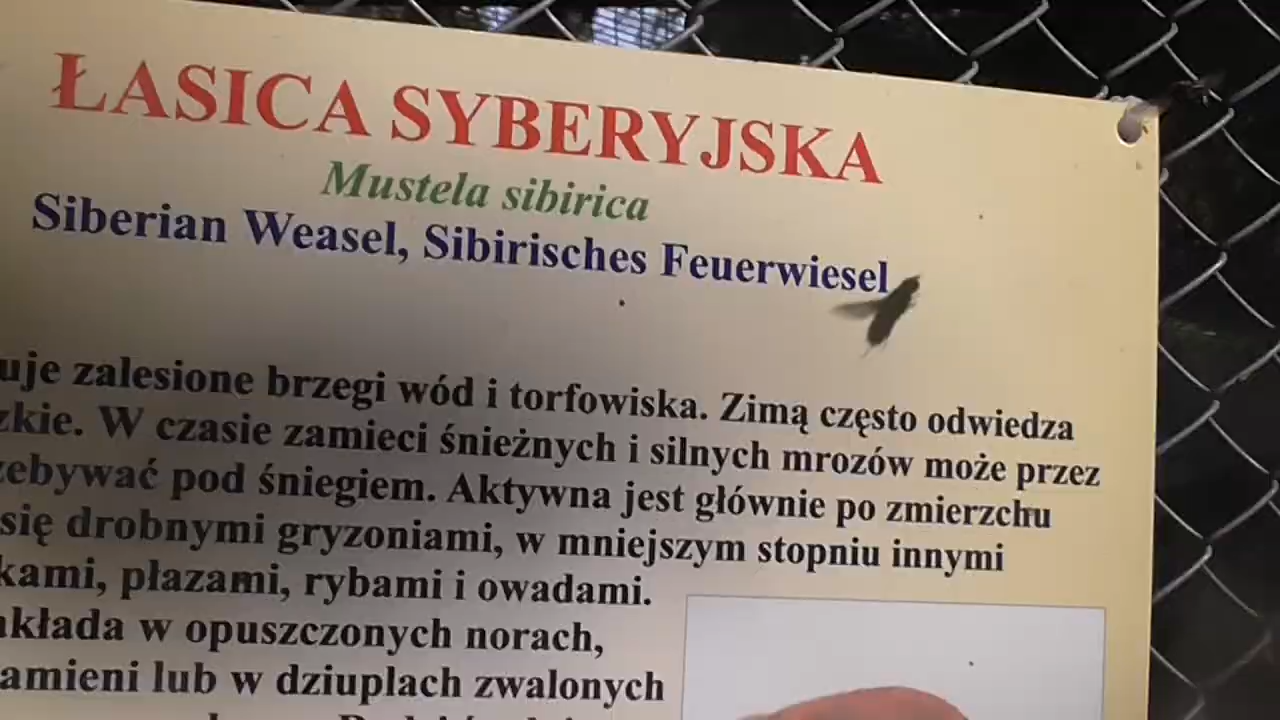 ŁASICA SYBERYJSKA
Mustela sibirica
Siberian Weasel, Sibirisches Feuerwiesel
uje zalesione brzegi wód i torfowiska. Zimą często odwiedza
zkie. W czasie zamieci śnieżnych i silnych mrozów może przez
zebywać pod śniegiem. Aktywna jest głównie po zmierzchu
się drobnymi gryzoniami, w mniejszym stopniu innymi
kami, płazami, rybami i owadami.
akłada w opuszczonych norach,
amieni lub w dziuplach zwalonych